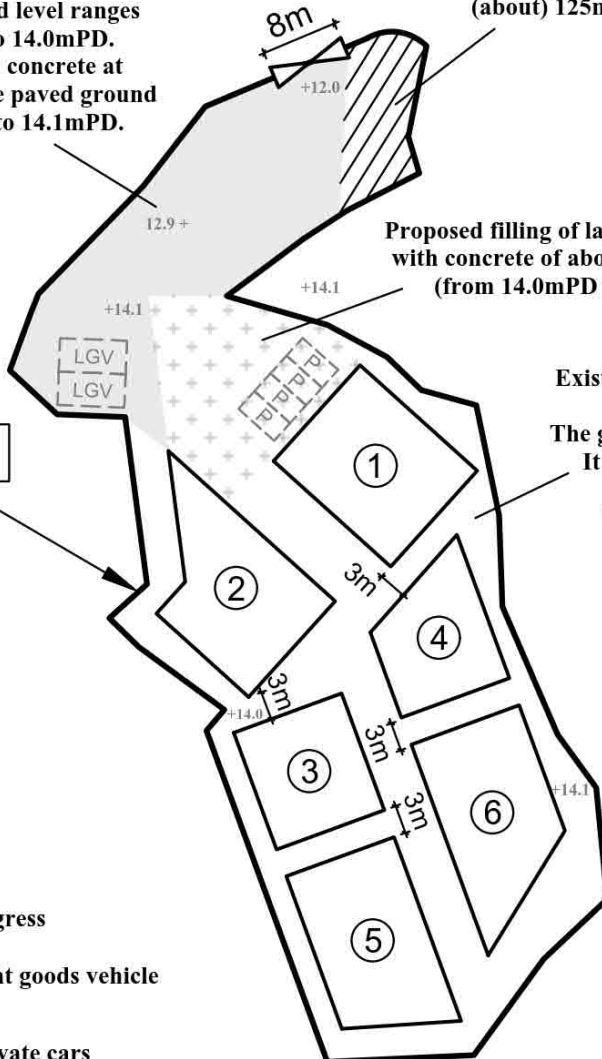 d level ranges
o 14.0mPD.
concrete at
e paved ground
to 14.1mPD.
8m
(about) 125m
+12.0
12.9 +
Proposed filling of la
with concrete of abo
(from 14.0mPD
+14.1
+14.1
LGV
LGV
P
P
P
P
Exist
The g
It
1
2
3m
4
3m
+14.0
3
3m
3m
6
+14.1
5
gress
nt goods vehicle
vate cars